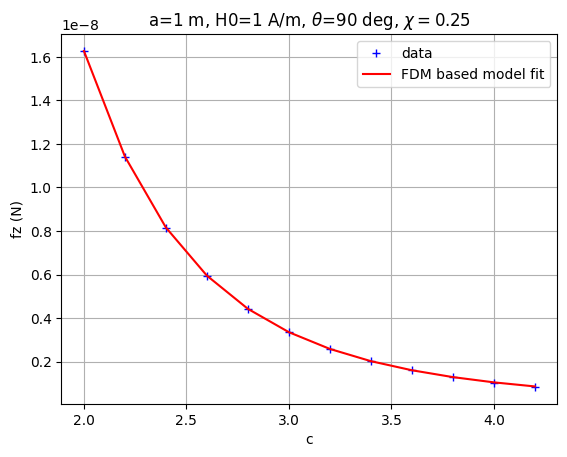 a=1 m, H0=1 A/m, θ=90 deg, χ = 0.25
1e−8
data
FDM based model fit
1.6
1.4
1.2
1.0
0.8
0.6
0.4
0.2
fz (N)
2.0 2.5 3.0 3.5 4.0
c